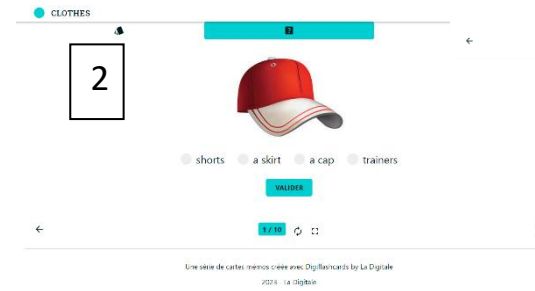 CLOTHES
2
shorts a skirt a cap trainers
VALIDER
1 / 10
Une série de cartes mémos créée avec Digiflashcards by La Digitale
2023 - La Digitale